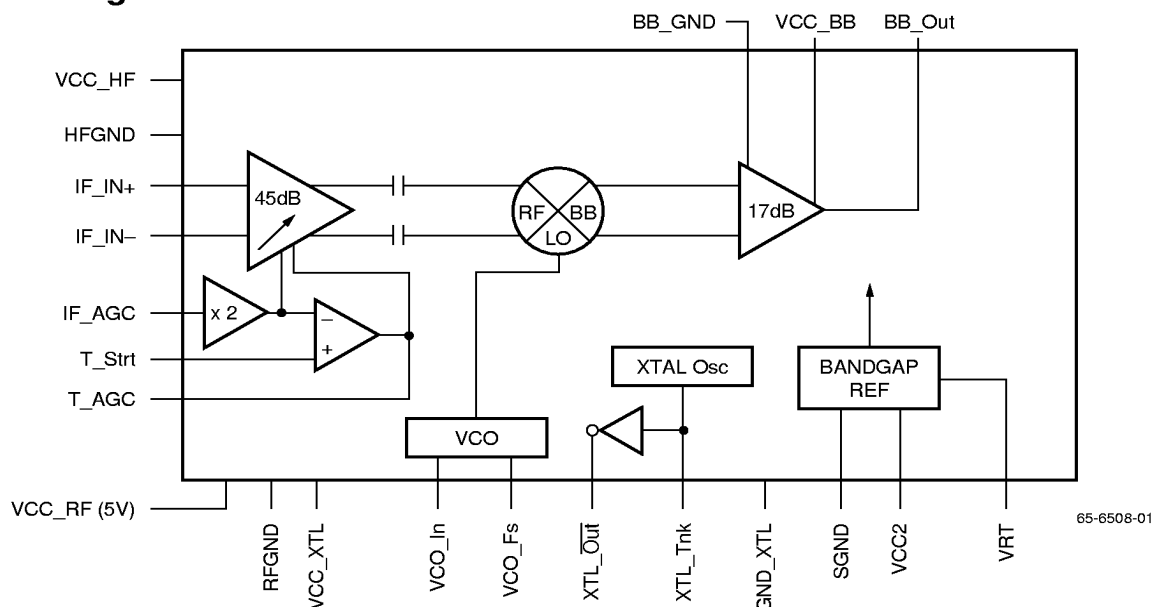 BB_GND VCC_BB BB_Out
VCC_HF
HFGND
IF_IN+
IF_IN–
45dB
RF BB
LO
17dB
IF_AGC
x 2
–
+
T_Strt
T_AGC
XTAL Osc
BANDGAP
REF
VCO
VCC_RF (5V)
RFGND
VCC_XTL
VCO_In
VCO_Fs
XTL_Out
XTL_Tnk
GND_XTL
SGND
VCC2
VRT
65-6508-01